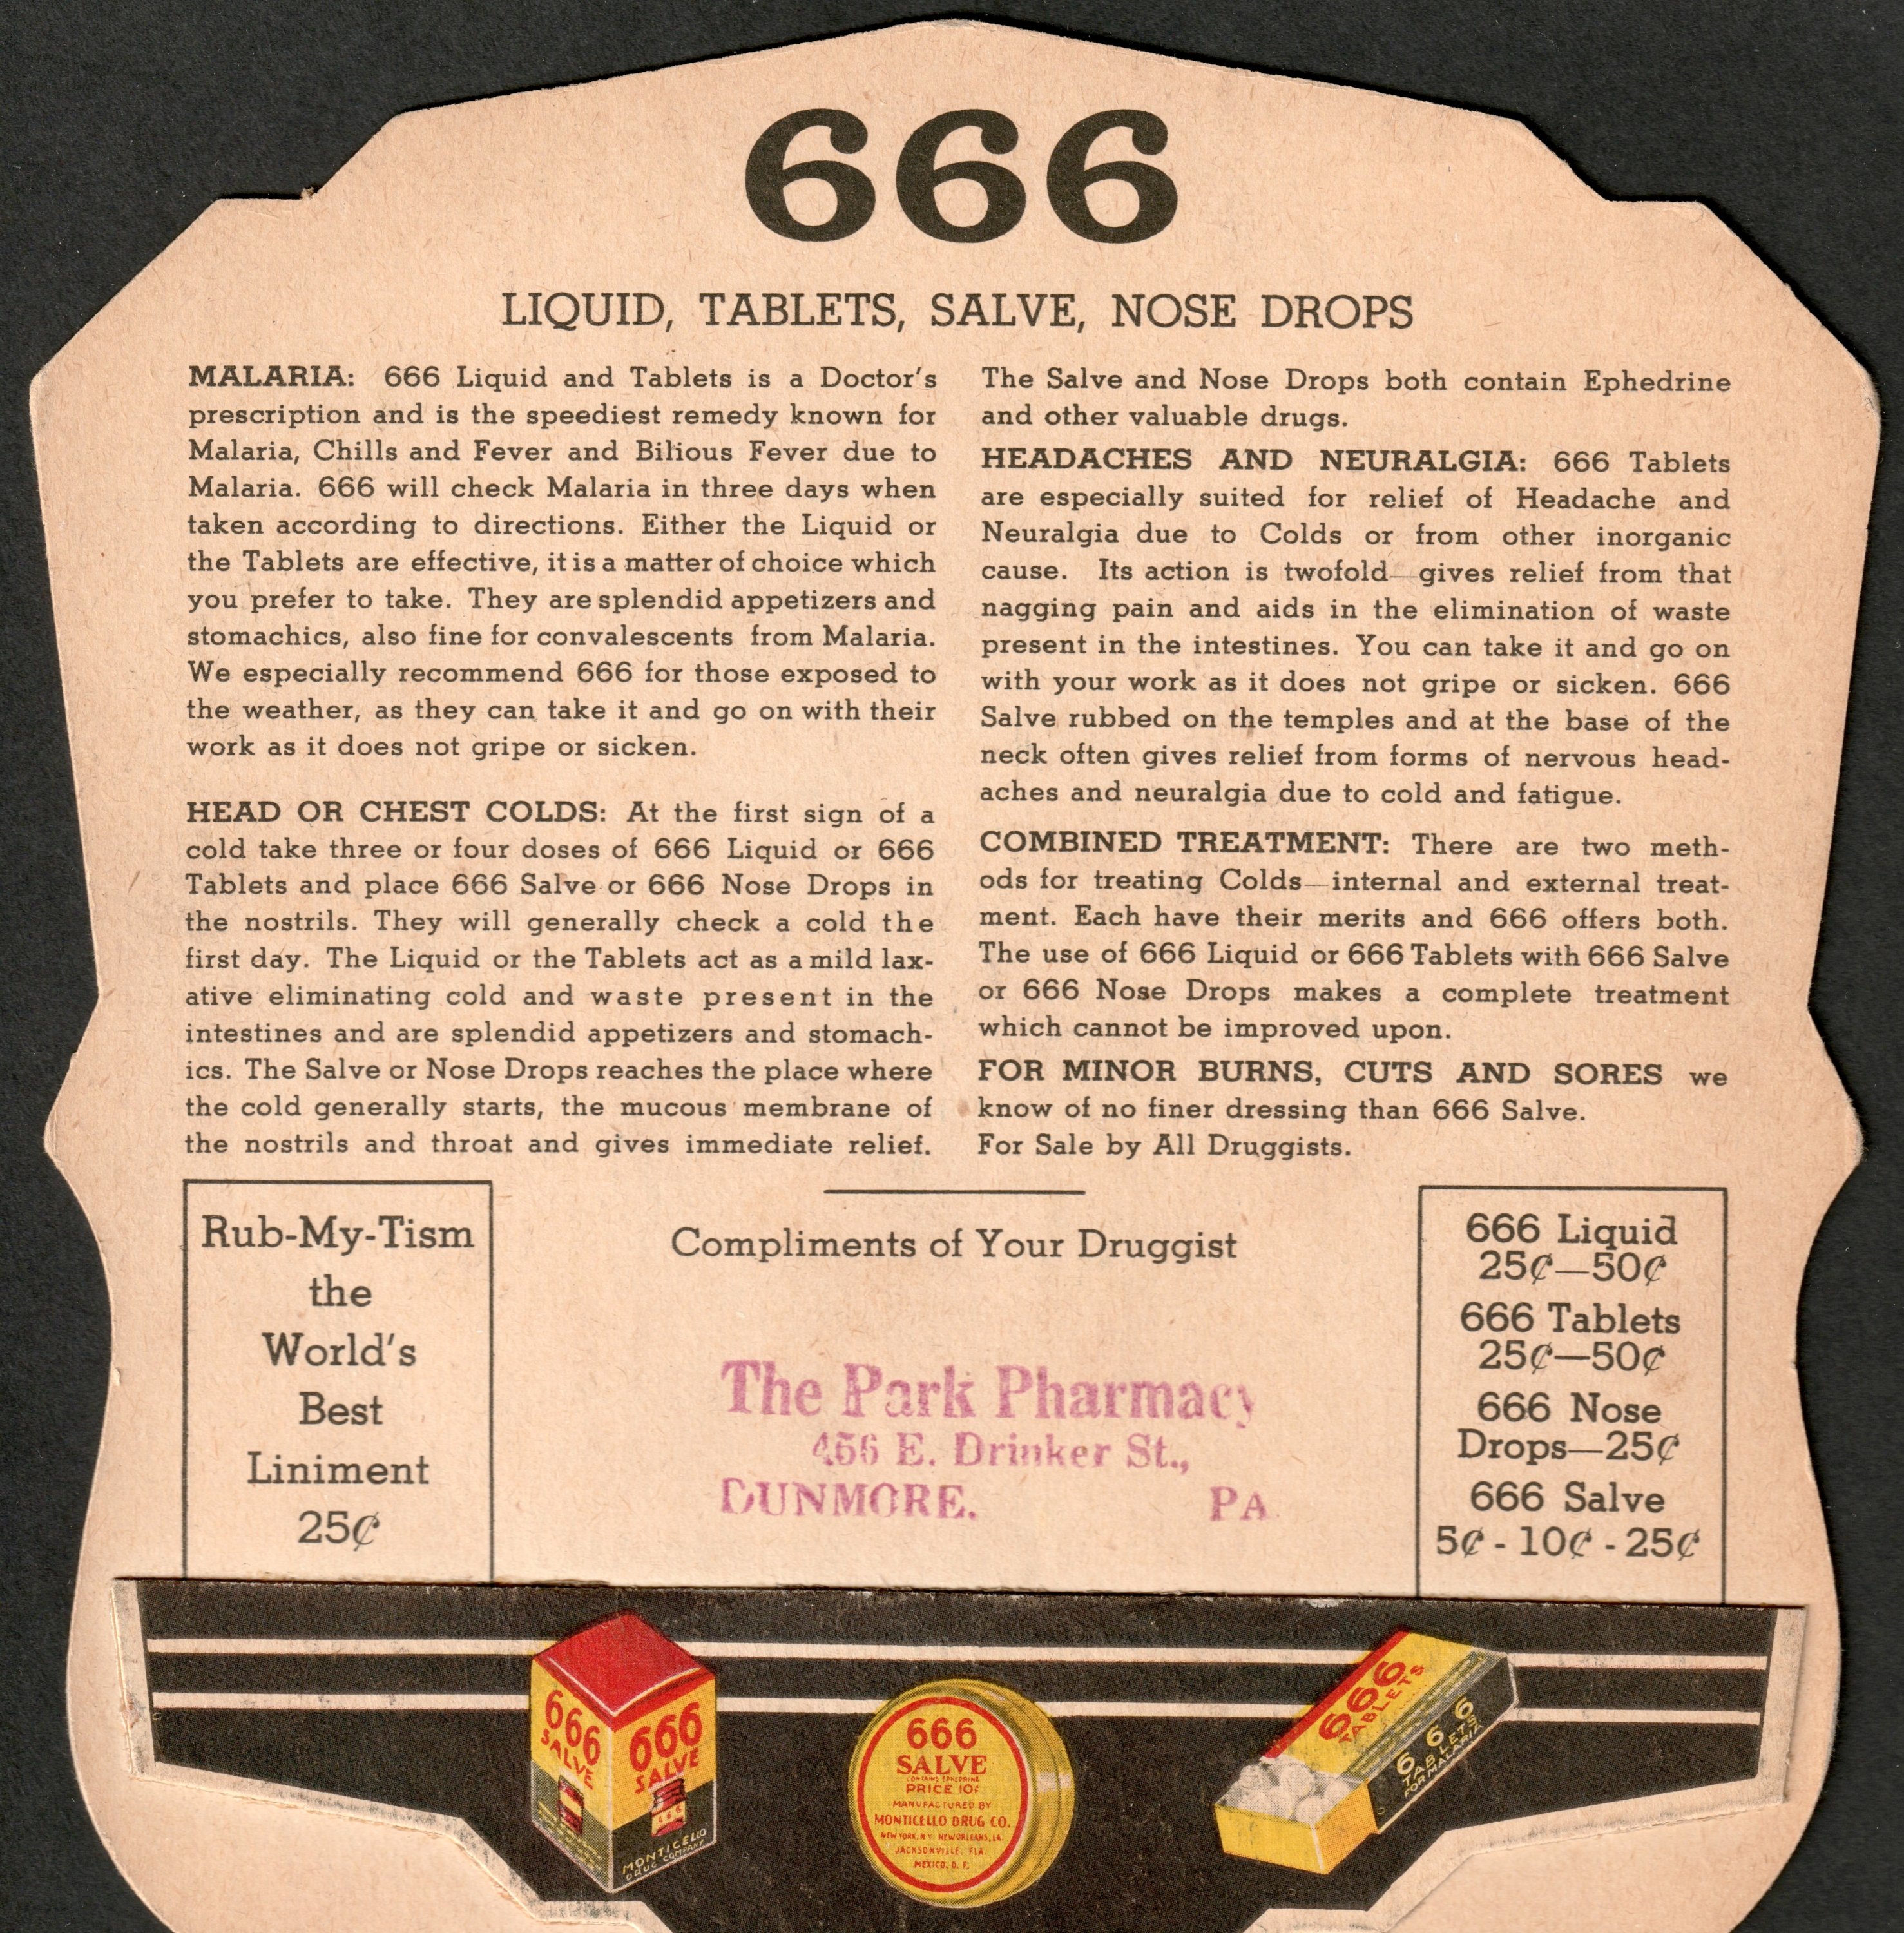 666
LIQUID, TABLETS, SALVE, NOSE DROPS
MALARIA: 666 Liquid and Tablets is a Doctor's
prescription and is the speediest remedy known for
Malaria, Chills and Fever and Bilious Fever due to
Malaria. 666 will check Malaria in three days when
taken according to directions. Either the Liquid or
the Tablets are effective, it is a matter of choice which
you prefer to take. They are splendid appetizers and
stomachics, also fine for convalescents from Malaria.
We especially recommend 666 for those exposed to
the weather, as they can take it and go on with their
work as it does not gripe or sicken.
HEAD OR CHEST COLDS: At the first sign of a
cold take three or four doses of 666 Liquid or 666
Tablets and place 666 Salve or 666 Nose Drops in
the nostrils. They will generally check a cold the
first day. The Liquid or the Tablets act as a mild lax-
ative eliminating cold and waste present in the
intestines and are splendid appetizers and stomach-
ics. The Salve or Nose Drops reaches the place where
the cold generally starts, the mucous membrane of
the nostrils and throat and gives immediate relief.
The Salve and Nose Drops both contain Ephedrine
and other valuable drugs.
HEADACHES AND NEURALGIA: 666 Tablets
are especially suited for relief of Headache and
Neuralgia due to Colds or from other inorganic
cause. Its action is twofold—gives relief from that
nagging pain and aids in the elimination of waste
present in the intestines. You can take it and go on
with your work as it does not gripe or sicken. 666
Salve rubbed on the temples and at the base of the
neck often gives relief from forms of nervous head-
aches and neuralgia due to cold and fatigue.
COMBINED TREATMENT: There are two meth-
ods for treating Colds—internal and external treat-
ment. Each have their merits and 666 offers both.
The use of 666 Liquid or 666 Tablets with 666 Salve
or 666 Nose Drops makes a complete treatment
which cannot be improved upon.
FOR MINOR BURNS, CUTS AND SORES we
know of no finer dressing than 666 Salve.
For Sale by All Druggists.
Rub-My-Tism
the
World's
Best
Liniment
25¢
Compliments of Your Druggist
The Park Pharmacy
456 E. Drinker St.,
DUNMORE. PA
666 Liquid
25¢—50¢
666 Tablets
25¢—50¢
666 Nose
Drops—25¢
666 Salve
5¢ - 10¢ - 25¢
666
SALVE
666
SALVE
666
MONTICELLO
DRUG COMPANY
666
SALVE
CONTAINS EPHEDRINE
PRICE 10¢
MANUFACTURED BY
MONTICELLO DRUG CO.
NEW YORK, N.Y. NEW ORLEANS, LA.
JACKSONVILLE, FLA.
MEXICO, D. F.
666
TABLETS
666
TABLETS
FOR MALARIA